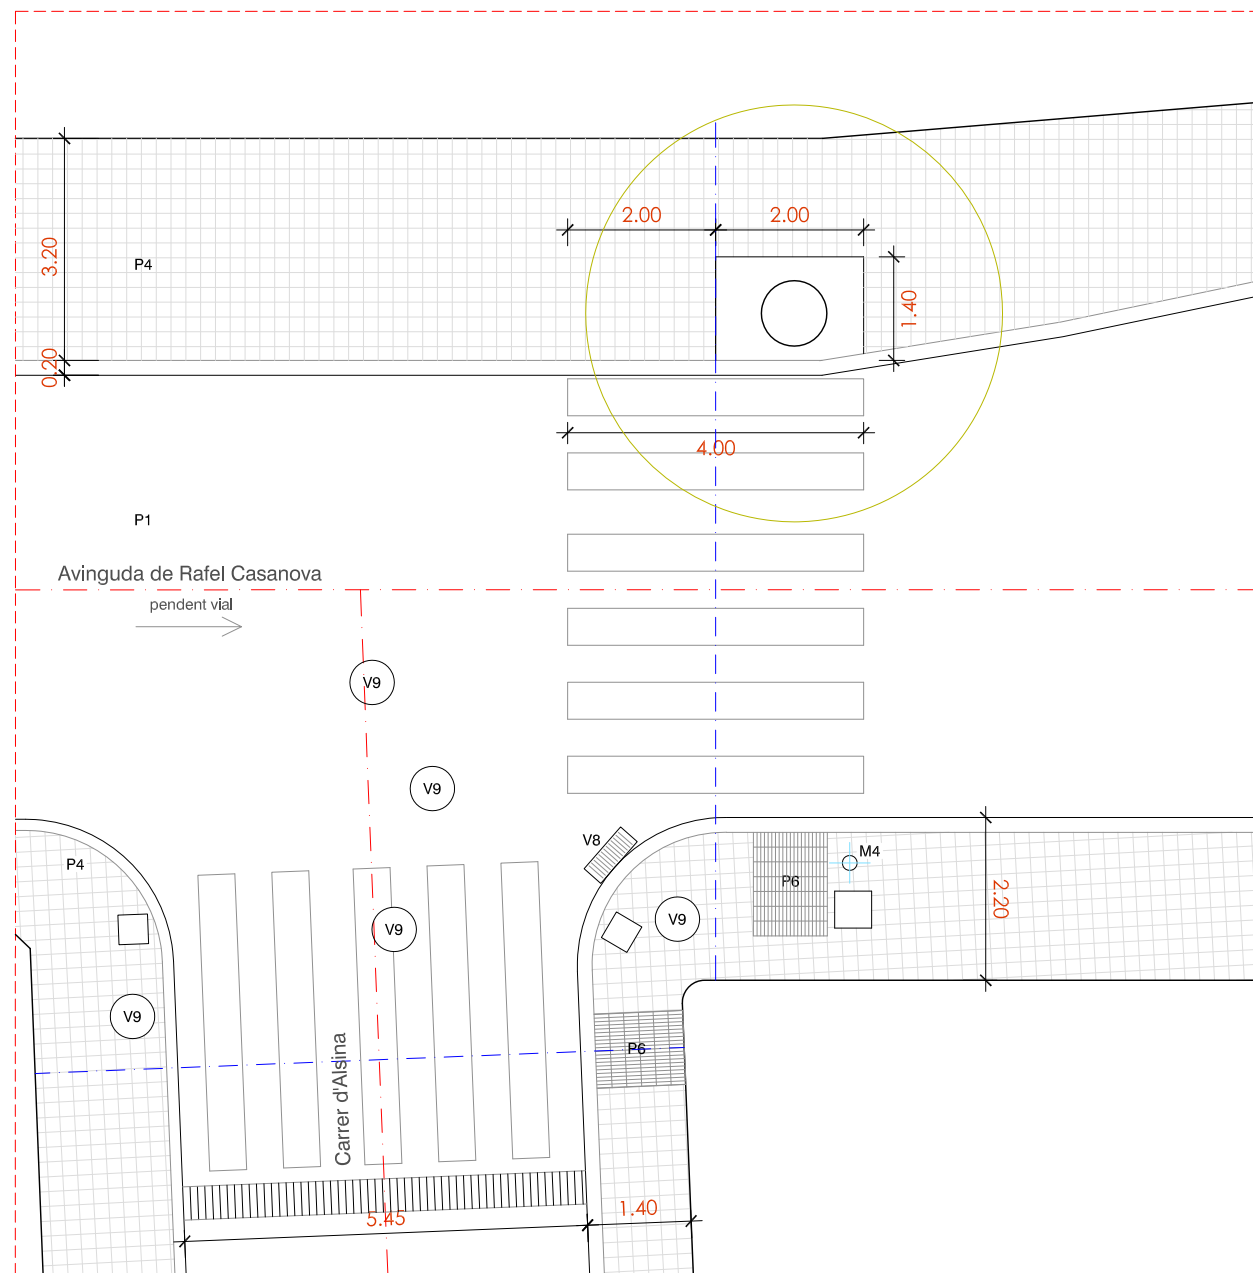 2.00
2.00
3.20
P4
1.40
0.20
4.00
P1
Avinguda de Rafel Casanova
pendent vial
V9
V9
V8
M4
P4
P6
2.20
V9
V9
V9
P6
Carrer d'Alsina
5.45
1.40